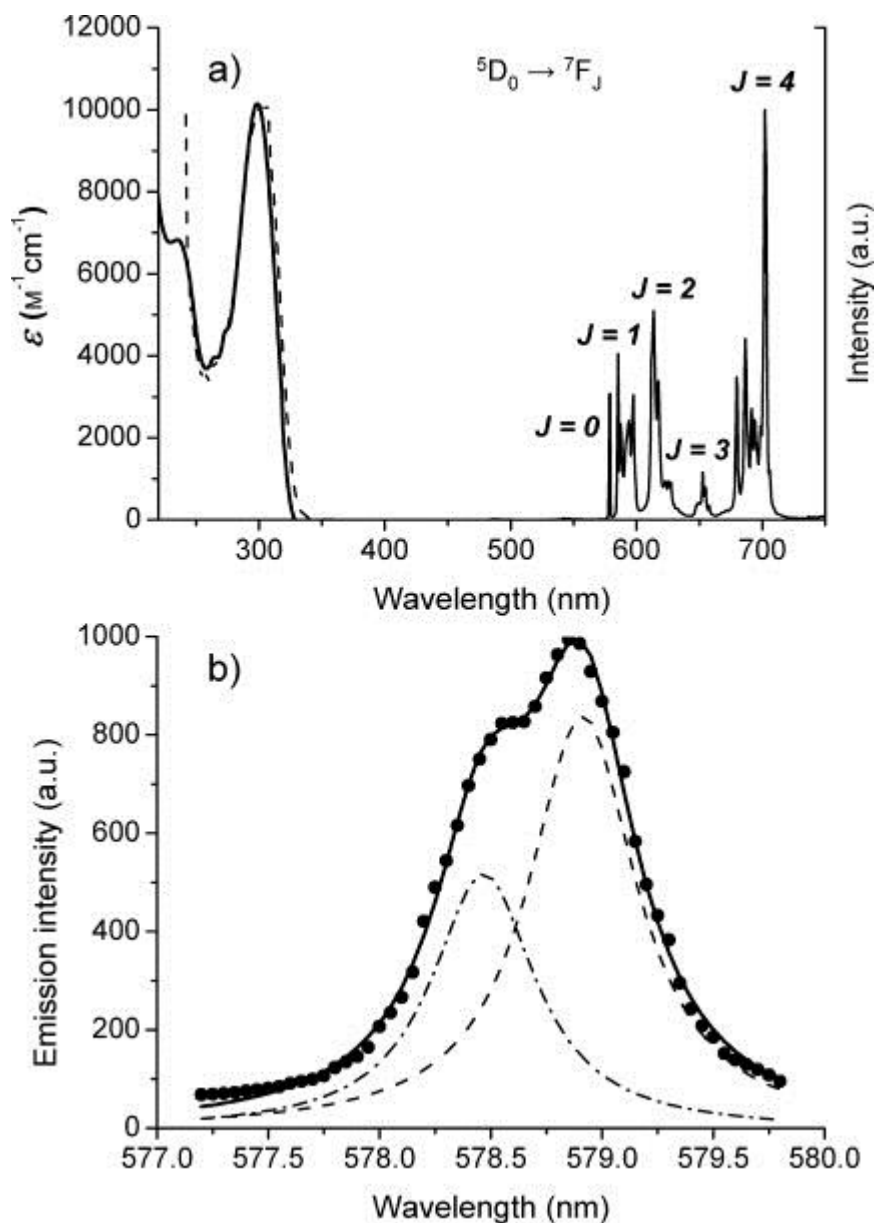 a)
⁵D₀ → ⁷F_J
J = 0
J = 1
J = 2
J = 3
J = 4
12000
10000
8000
6000
4000
2000
0
ε (M⁻¹cm⁻¹)
Intensity (a.u.)
300
400
500
600
700
Wavelength (nm)
b)
1000
800
600
400
200
0
Emission intensity (a.u.)
577.0
577.5
578.0
578.5
579.0
579.5
580.0
Wavelength (nm)